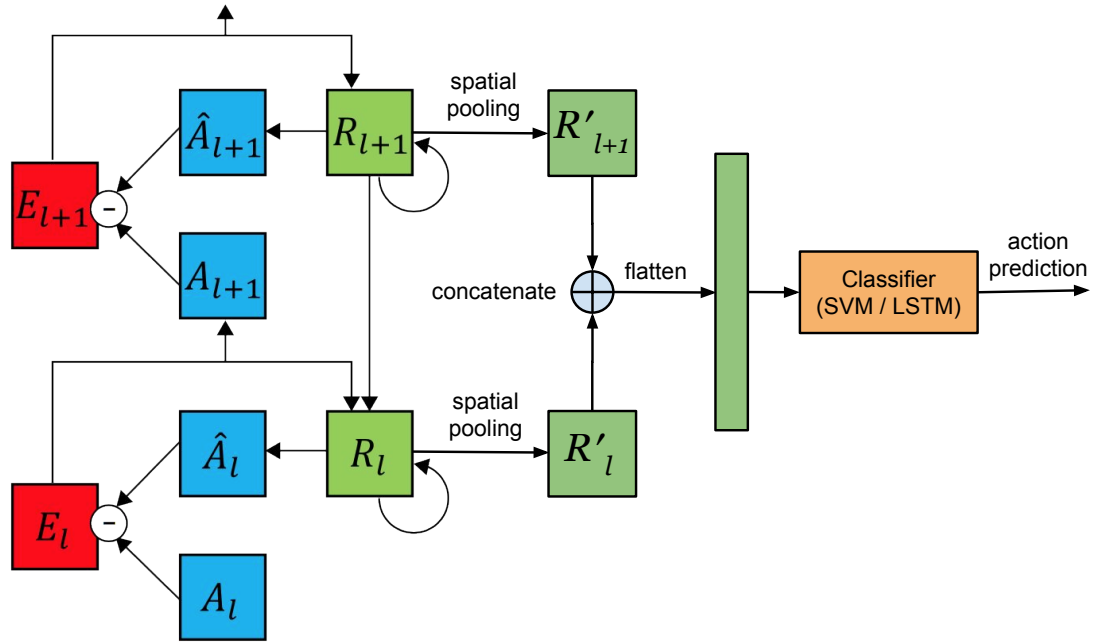 spatial
pooling
Â_{l+1}
R_{l+1}
R′_{l+1}
E_{l+1}
-
A_{l+1}
concatenate
flatten
Classifier
(SVM / LSTM)
action
prediction
spatial
pooling
Â_l
R_l
R′_l
E_l
-
A_l